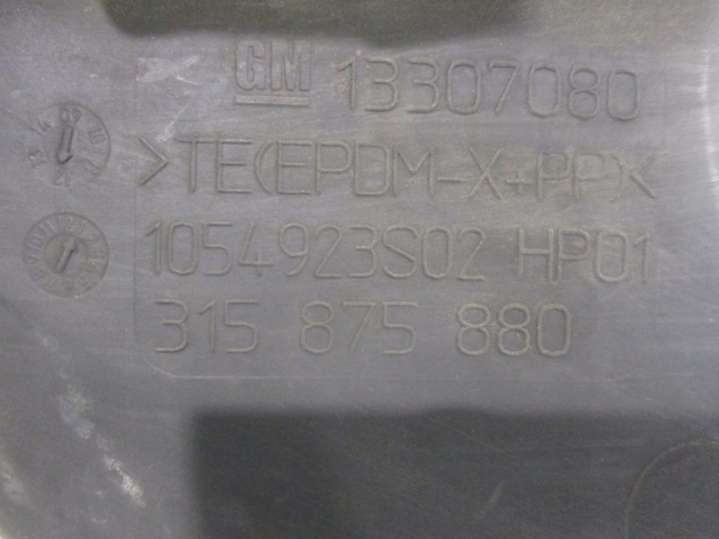 GM 13307080
>TE(EPDM-X+PP)<
1054923S02 HP01
315 875 880